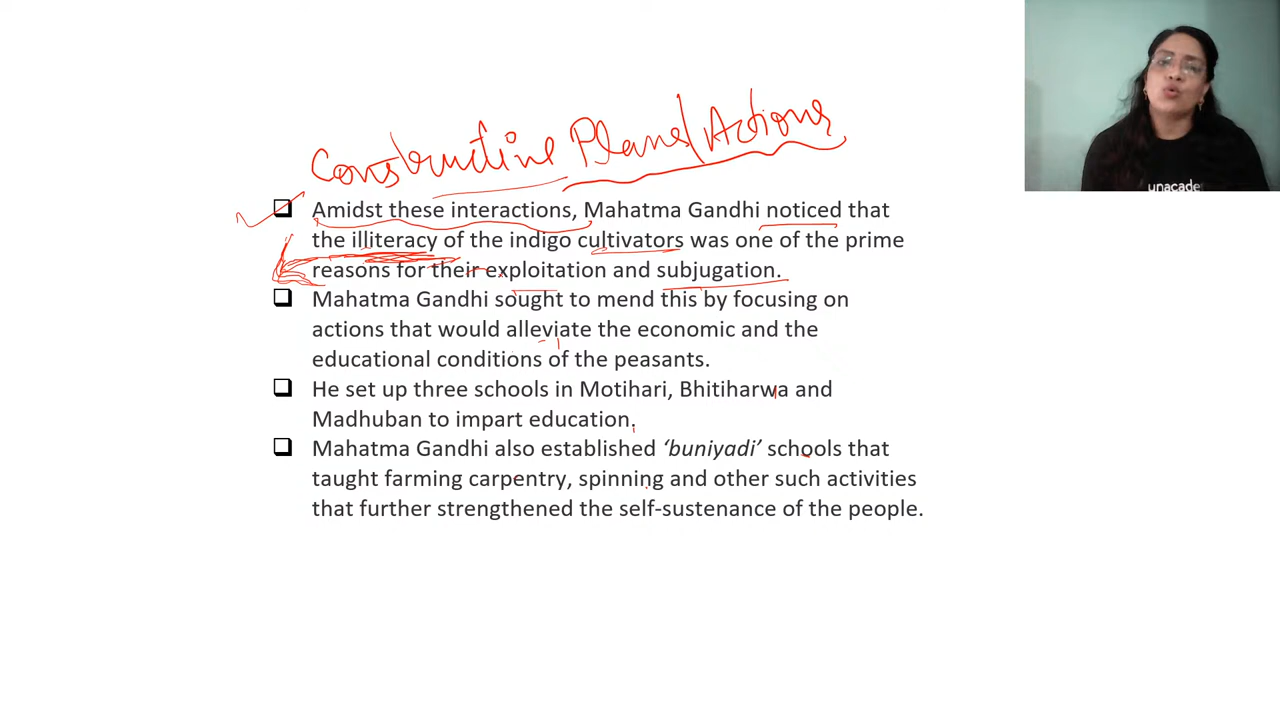 Constructive Plans/Actions
Amidst these interactions, Mahatma Gandhi noticed that
the illiteracy of the indigo cultivators was one of the prime
reasons for their exploitation and subjugation.
Mahatma Gandhi sought to mend this by focusing on
actions that would alleviate the economic and the
educational conditions of the peasants.
He set up three schools in Motihari, Bhitiharwa and
Madhuban to impart education.
Mahatma Gandhi also established ‘buniyadi’ schools that
taught farming carpentry, spinning and other such activities
that further strengthened the self-sustenance of the people.
unacade